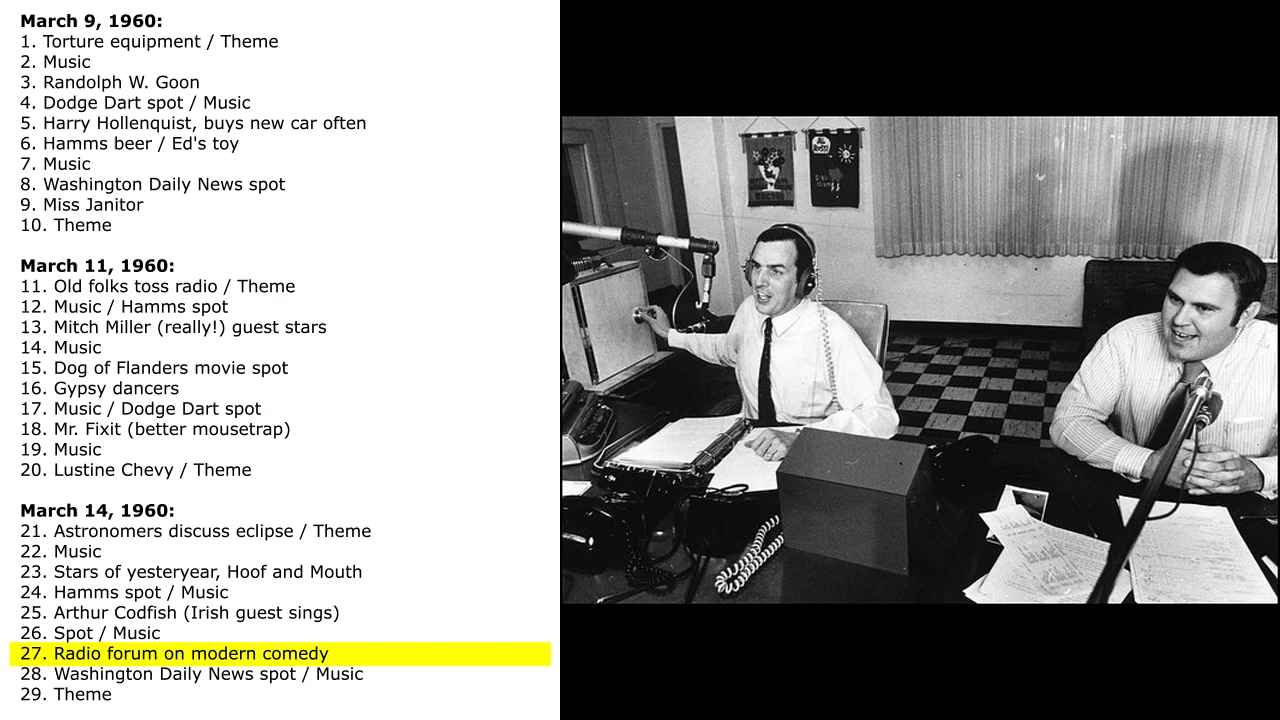 March 9, 1960:
1. Torture equipment / Theme
2. Music
3. Randolph W. Goon
4. Dodge Dart spot / Music
5. Harry Hollenquist, buys new car often
6. Hamms beer / Ed's toy
7. Music
8. Washington Daily News spot
9. Miss Janitor
10. Theme
March 11, 1960:
11. Old folks toss radio / Theme
12. Music / Hamms spot
13. Mitch Miller (really!) guest stars
14. Music
15. Dog of Flanders movie spot
16. Gypsy dancers
17. Music / Dodge Dart spot
18. Mr. Fixit (better mousetrap)
19. Music
20. Lustine Chevy / Theme
March 14, 1960:
21. Astronomers discuss eclipse / Theme
22. Music
23. Stars of yesteryear, Hoof and Mouth
24. Hamms spot / Music
25. Arthur Codfish (Irish guest sings)
26. Spot / Music
27. Radio forum on modern comedy
28. Washington Daily News spot / Music
29. Theme